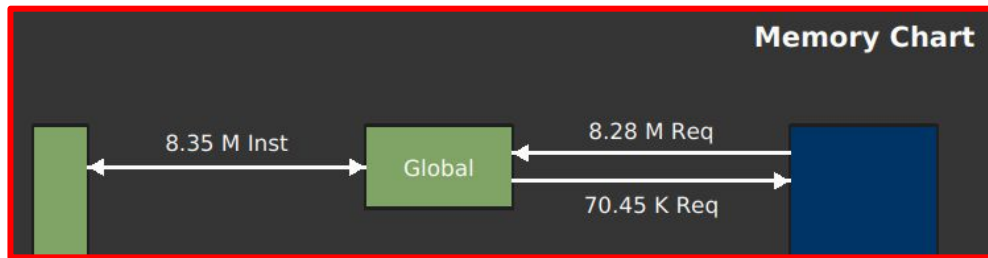 Memory Chart
8.35 M Inst
8.28 M Req
Global
70.45 K Req